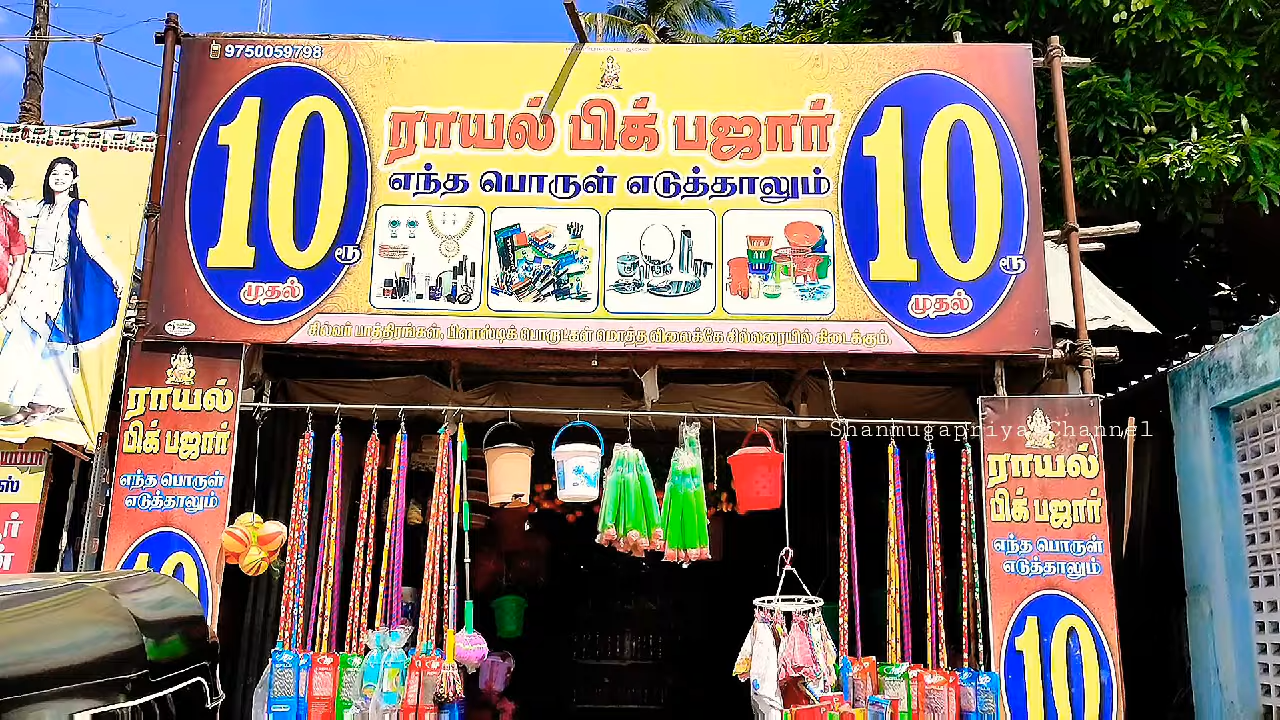 9750059798
ராயல் பிக் பஜார்
எந்த பொருள் எடுத்தாலும்
10 ரூ
முதல்
10 ரூ
முதல்
சில்வர் பாத்திரங்கள், பிளாஸ்டிக் பொருட்கள் மொத்த விலைக்கே சில்லரையில் கிடைக்கும்.
ராயல்
பிக் பஜார்
எந்த பொருள்
எடுத்தாலும்
10
Shanmugapriya Channel
ராயல்
பிக் பஜார்
எந்த பொருள்
எடுத்தாலும்
10